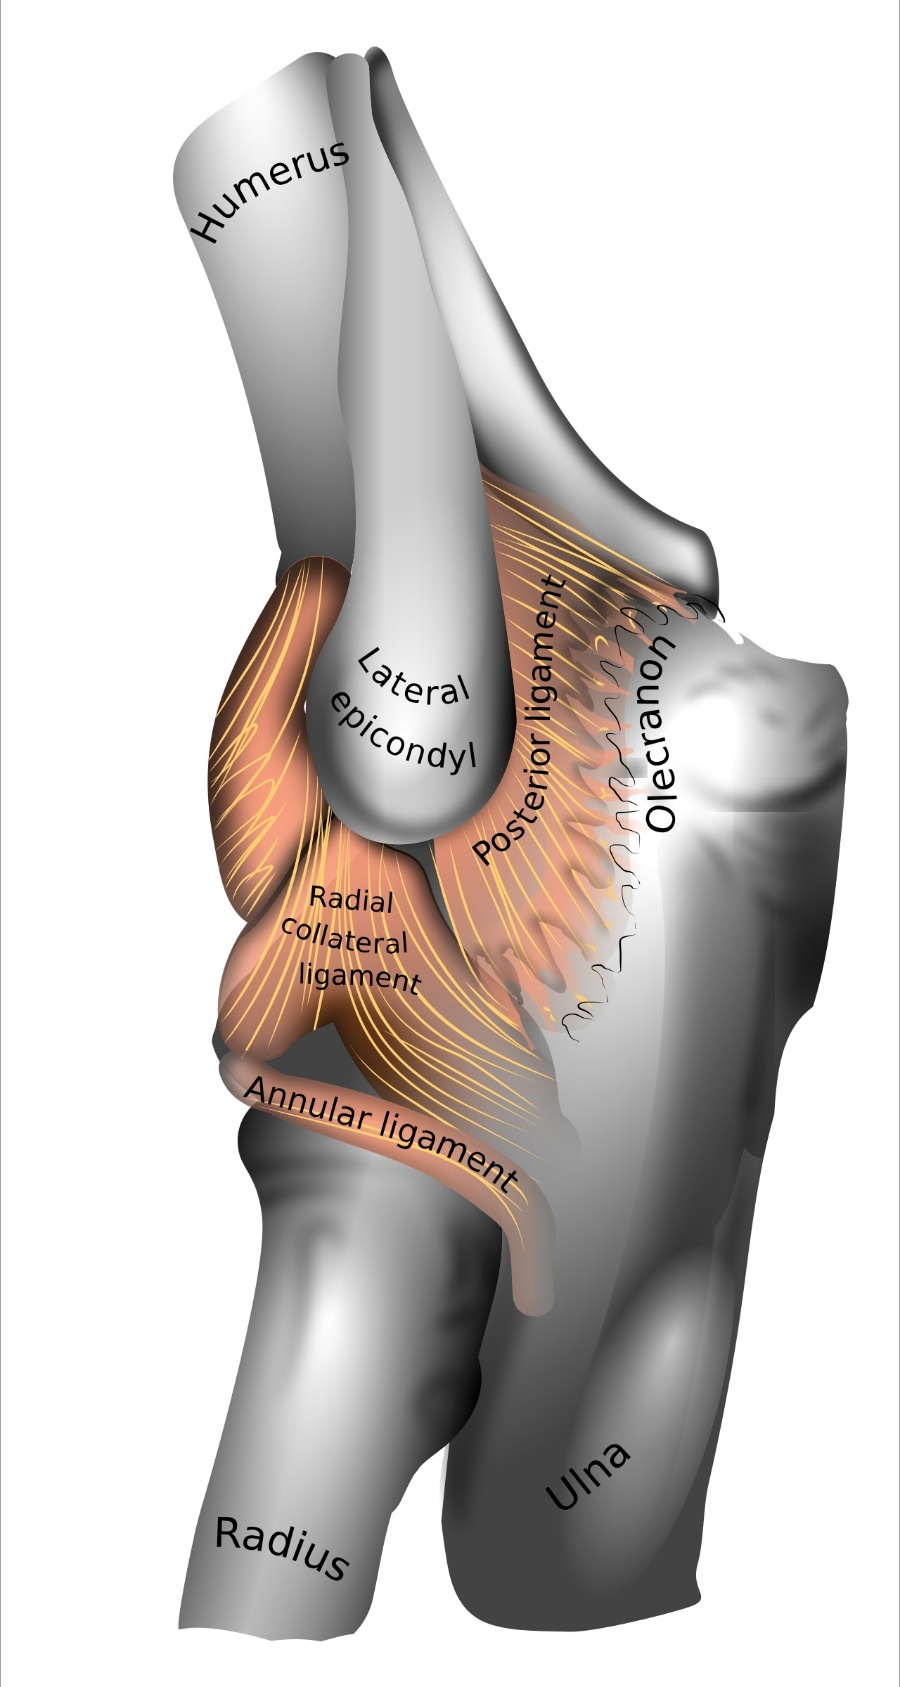 Humerus
Lateral
epicondyl
Posterior ligament
Olecranon
Radial
collateral
ligament
Annular ligament
Ulna
Radius